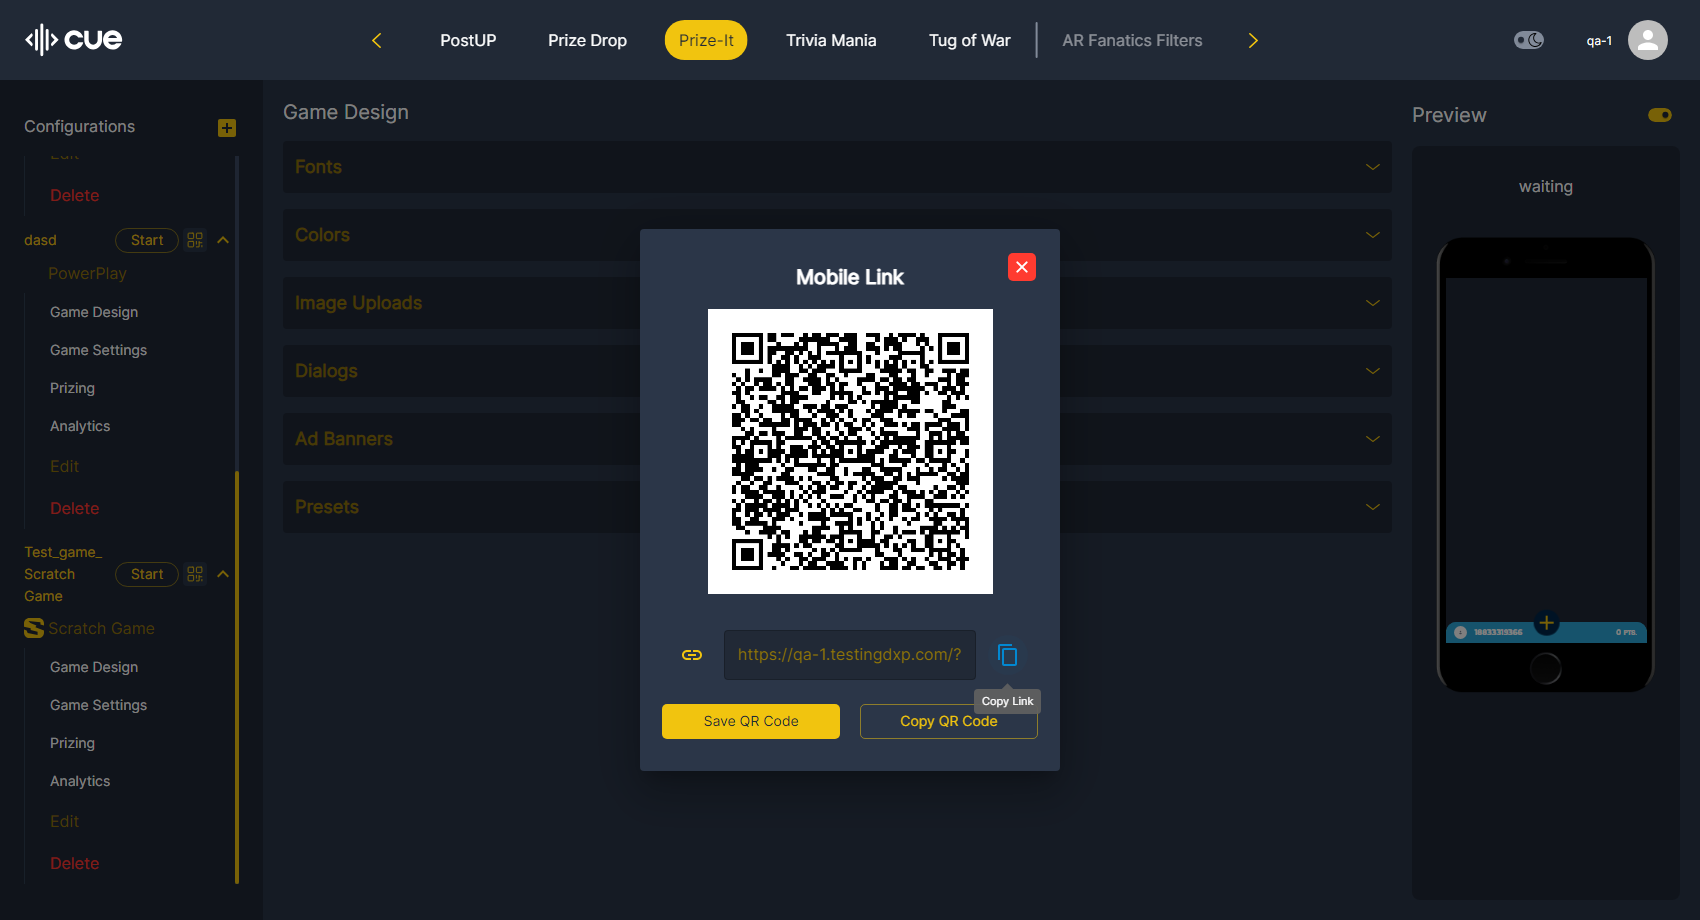 cue
PostUP
Prize Drop
Prize-It
Trivia Mania
Tug of War
AR Fanatics Filters
qa-1
Configurations
Delete
dasd
Start
PowerPlay
Game Design
Game Settings
Prizing
Analytics
Edit
Delete
Test_game_
Scratch
Game
Start
Scratch Game
Game Design
Game Settings
Prizing
Analytics
Edit
Delete
Game Design
Fonts
Colors
Image Uploads
Dialogs
Ad Banners
Presets
Mobile Link
https://qa-1.testingdxp.com/?
Copy Link
Save QR Code
Copy QR Code
Preview
waiting
0 PTS.